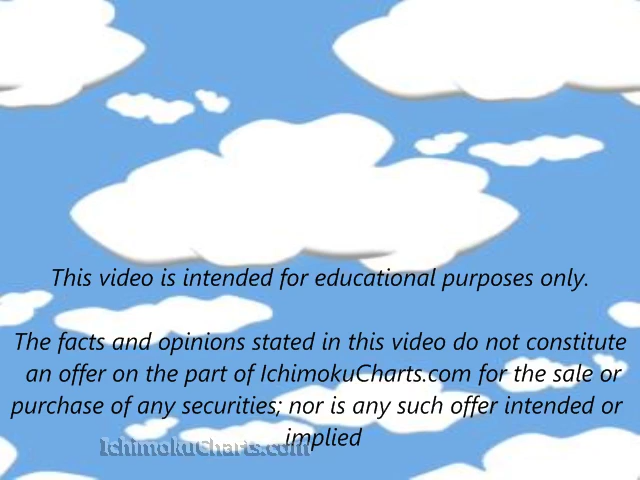 This video is intended for educational purposes only.
The facts and opinions stated in this video do not constitute
an offer on the part of IchimokuCharts.com for the sale or
purchase of any securities; nor is any such offer intended or
implied
IchimokuCharts.com